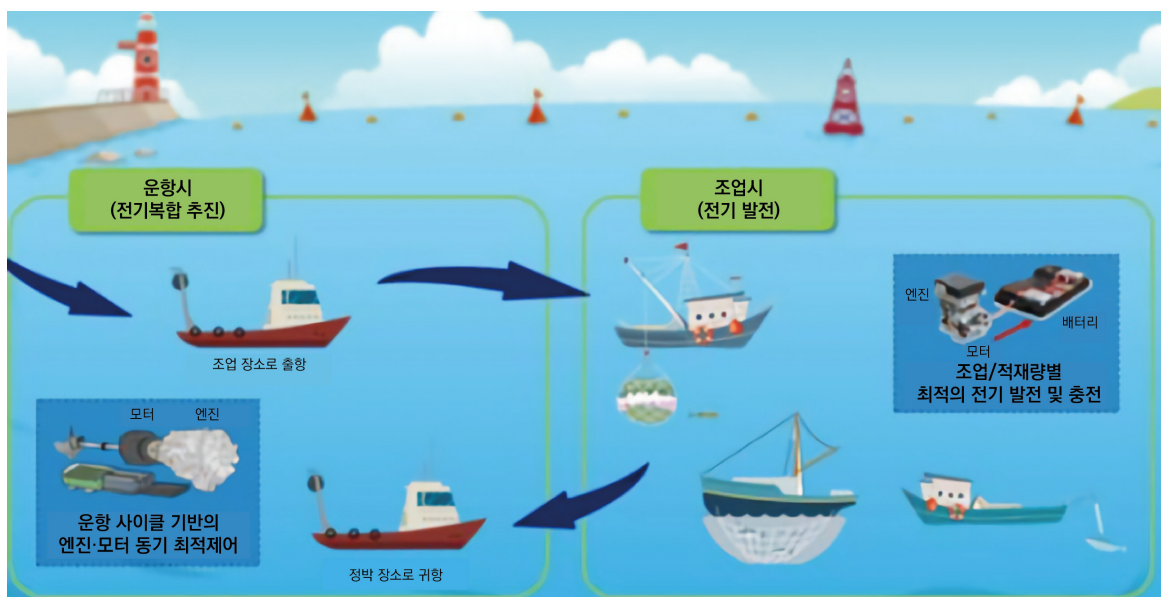 운항시
(전기복합 추진)
조업 장소로 출항
모터
엔진
운항 사이클 기반의
엔진·모터 동기 최적제어
정박 장소로 귀항
조업시
(전기 발전)
엔진
배터리
모터
조업/적재량별
최적의 전기 발전 및 충전